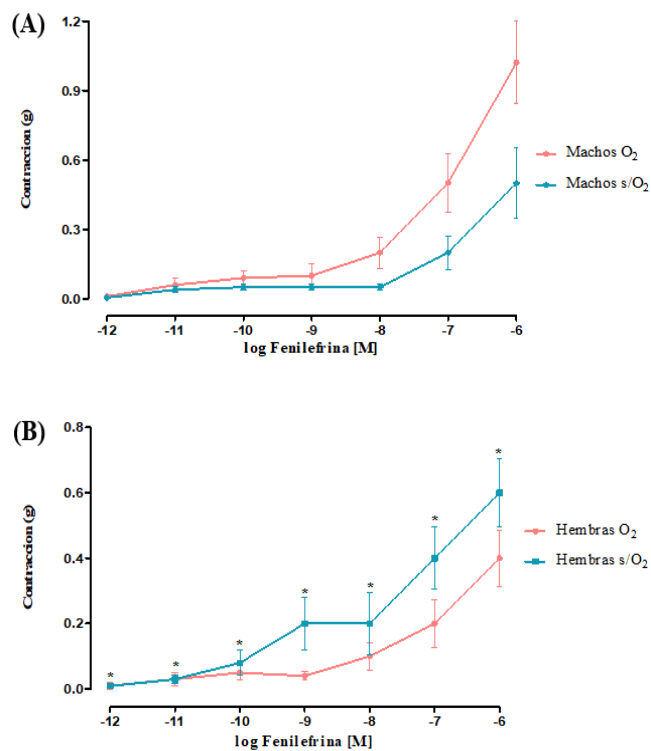 (A)
1.2
0.9
0.6
0.3
0.0
Contraccion (g)
-12 -11 -10 -9 -8 -7 -6
log Fenilefrina [M]
Machos O₂
Machos s/O₂
(B)
0.8
0.6
0.4
0.2
0.0
Contraccion (g)
* * * * * * *
-12 -11 -10 -9 -8 -7 -6
log Fenilefrina [M]
Hembras O₂
Hembras s/O₂